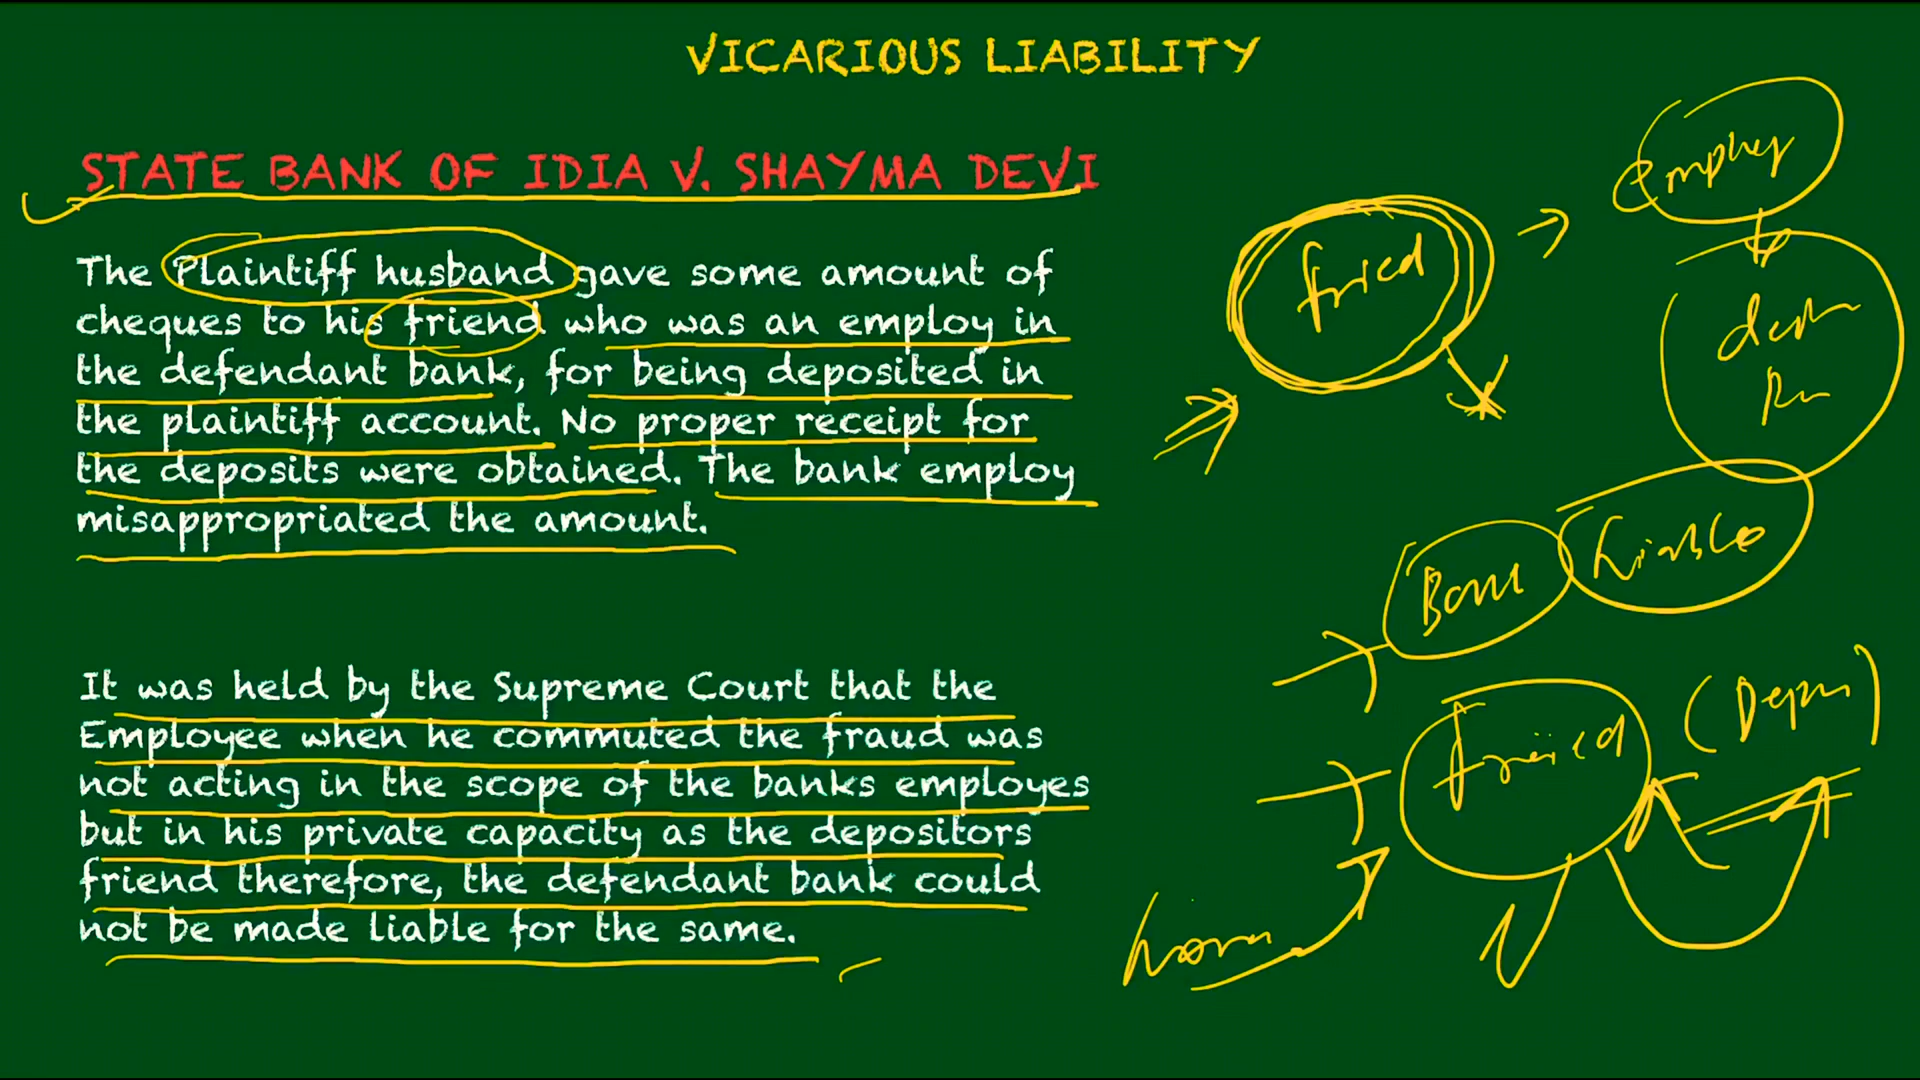 VICARIOUS LIABILITY
STATE BANK OF IDIA V. SHAYMA DEVI
The Plaintiff husband gave some amount of
cheques to his friend who was an employ in
the defendant bank, for being deposited in
the plaintiff account. No proper receipt for
the deposits were obtained. The bank employ
misappropriated the amount.
It was held by the Supreme Court that the
Employee when he commuted the fraud was
not acting in the scope of the banks employes
but in his private capacity as the depositors
friend therefore, the defendant bank could
not be made liable for the same.
employ
fried
Bank
Liable